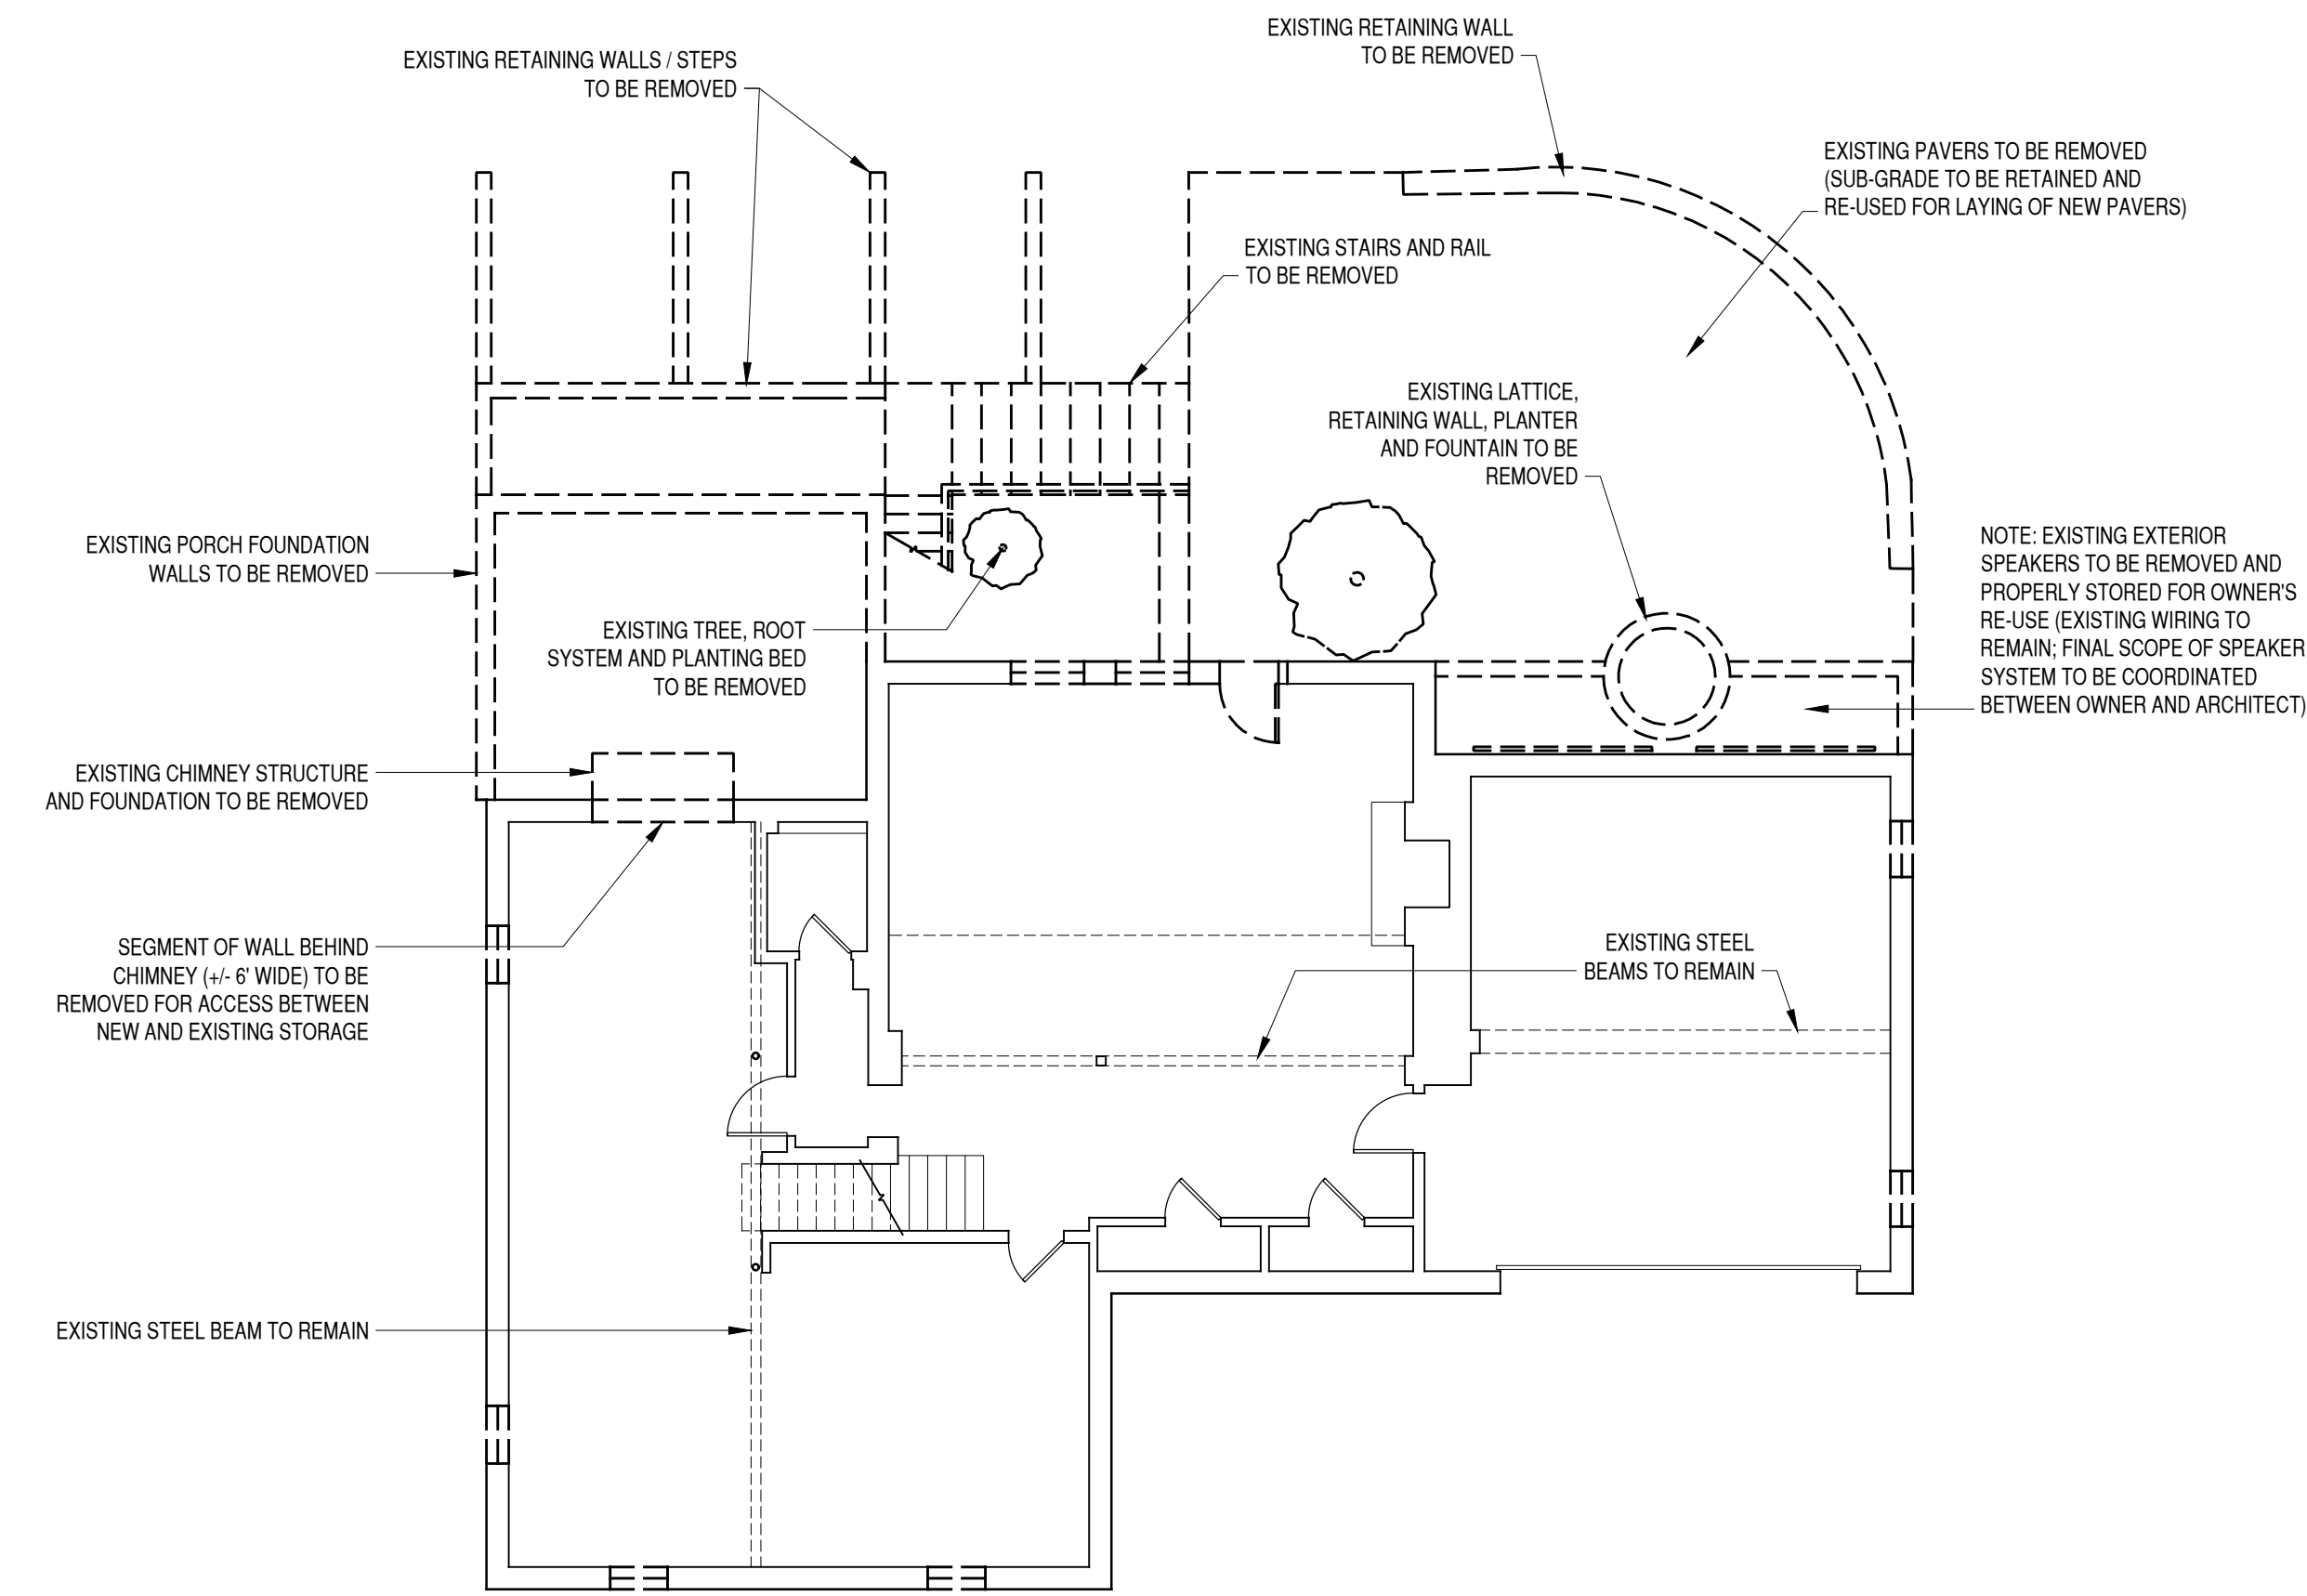 EXISTING RETAINING WALL
TO BE REMOVED
EXISTING RETAINING WALLS / STEPS
TO BE REMOVED
EXISTING PAVERS TO BE REMOVED
(SUB-GRADE TO BE RETAINED AND
RE-USED FOR LAYING OF NEW PAVERS)
EXISTING STAIRS AND RAIL
TO BE REMOVED
EXISTING LATTICE,
RETAINING WALL, PLANTER
AND FOUNTAIN TO BE
REMOVED
NOTE: EXISTING EXTERIOR
SPEAKERS TO BE REMOVED AND
PROPERLY STORED FOR OWNER'S
RE-USE (EXISTING WIRING TO
REMAIN; FINAL SCOPE OF SPEAKER
SYSTEM TO BE COORDINATED
BETWEEN OWNER AND ARCHITECT)
EXISTING PORCH FOUNDATION
WALLS TO BE REMOVED
EXISTING TREE, ROOT
SYSTEM AND PLANTING BED
TO BE REMOVED
EXISTING CHIMNEY STRUCTURE
AND FOUNDATION TO BE REMOVED
SEGMENT OF WALL BEHIND
CHIMNEY (+/- 6' WIDE) TO BE
REMOVED FOR ACCESS BETWEEN
NEW AND EXISTING STORAGE
EXISTING STEEL
BEAMS TO REMAIN
EXISTING STEEL BEAM TO REMAIN